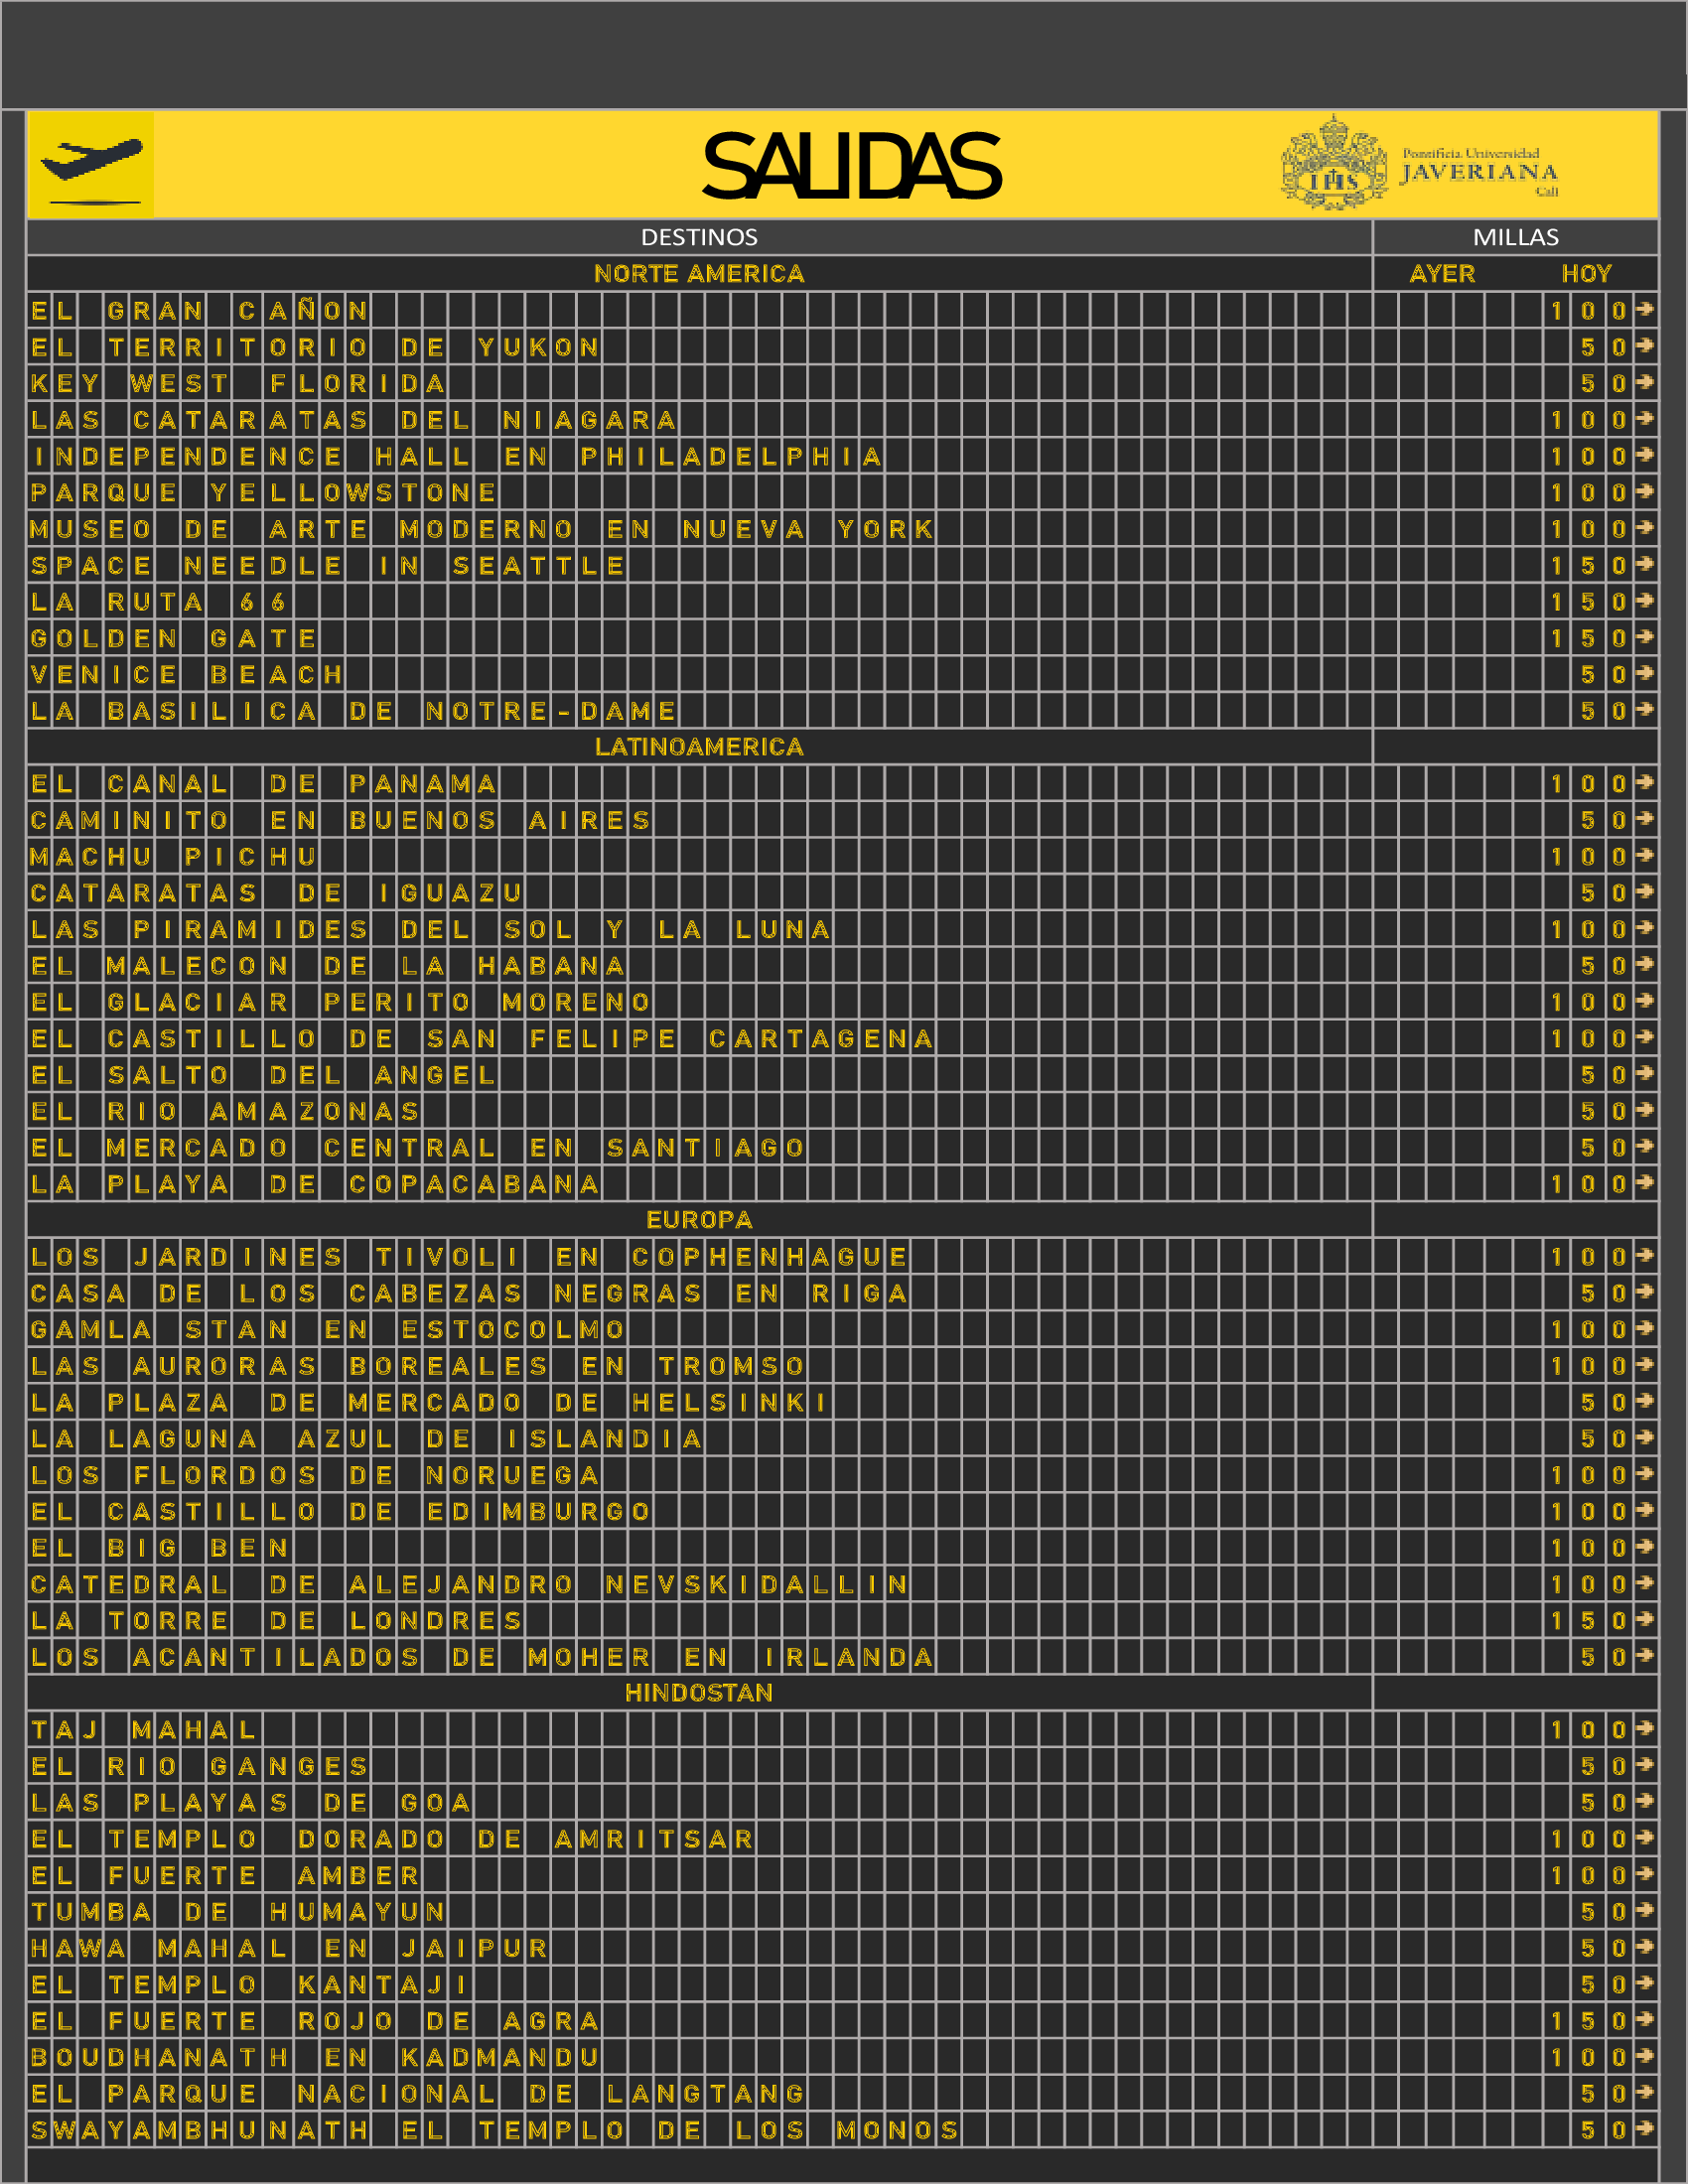 SALIDAS
Pontificia Universidad
JAVERIANA
Cali
IHS
DESTINOS MILLAS
NORTE AMERICA AYER HOY
EL GRAN CAÑON 100
EL TERRITORIO DE YUKON 50
KEY WEST FLORIDA 50
LAS CATARATAS DEL NIAGARA 100
INDEPENDENCE HALL EN PHILADELPHIA 100
PARQUE YELLOWSTONE 100
MUSEO DE ARTE MODERNO EN NUEVA YORK 100
SPACE NEEDLE IN SEATTLE 150
LA RUTA 66 150
GOLDEN GATE 150
VENICE BEACH 50
LA BASILICA DE NOTRE-DAME 50
LATINOAMERICA
EL CANAL DE PANAMA 100
CAMINITO EN BUENOS AIRES 50
MACHU PICHU 100
CATARATAS DE IGUAZU 50
LAS PIRAMIDES DEL SOL Y LA LUNA 100
EL MALECON DE LA HABANA 50
EL GLACIAR PERITO MORENO 100
EL CASTILLO DE SAN FELIPE CARTAGENA 100
EL SALTO DEL ANGEL 50
EL RIO AMAZONAS 50
EL MERCADO CENTRAL EN SANTIAGO 50
LA PLAYA DE COPACABANA 100
EUROPA
LOS JARDINES TIVOLI EN COPHENHAGUE 100
CASA DE LOS CABEZAS NEGRAS EN RIGA 50
GAMLA STAN EN ESTOCOLMO 100
LAS AURORAS BOREALES EN TROMSO 100
LA PLAZA DE MERCADO DE HELSINKI 50
LA LAGUNA AZUL DE ISLANDIA 50
LOS FLORDOS DE NORUEGA 100
EL CASTILLO DE EDIMBURGO 100
EL BIG BEN 100
CATEDRAL DE ALEJANDRO NEVSKIDALLIN 100
LA TORRE DE LONDRES 150
LOS ACANTILADOS DE MOHER EN IRLANDA 50
HINDOSTAN
TAJ MAHAL 100
EL RIO GANGES 50
LAS PLAYAS DE GOA 50
EL TEMPLO DORADO DE AMRITSAR 100
EL FUERTE AMBER 100
TUMBA DE HUMAYUN 50
HAWA MAHAL EN JAIPUR 50
EL TEMPLO KANTAJI 50
EL FUERTE ROJO DE AGRA 150
BOUDHANATH EN KADMANDU 100
EL PARQUE NACIONAL DE LANGTANG 50
SWAYAMBHUNATH EL TEMPLO DE LOS MONOS 50